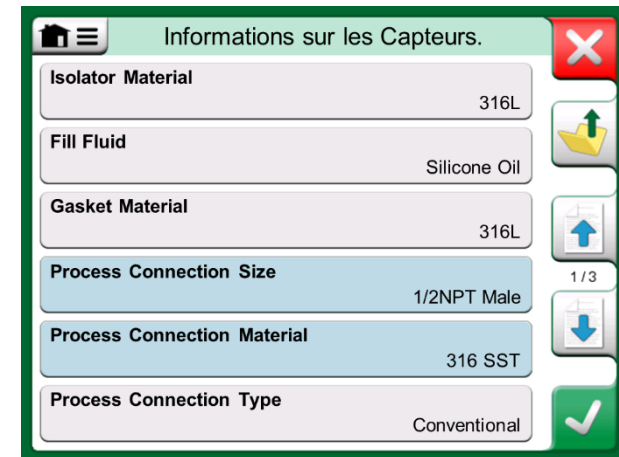 Informations sur les Capteurs.
Isolator Material
316L
Fill Fluid
Silicone Oil
Gasket Material
316L
Process Connection Size
1/3
1/2NPT Male
Process Connection Material
316 SST
Process Connection Type
Conventional